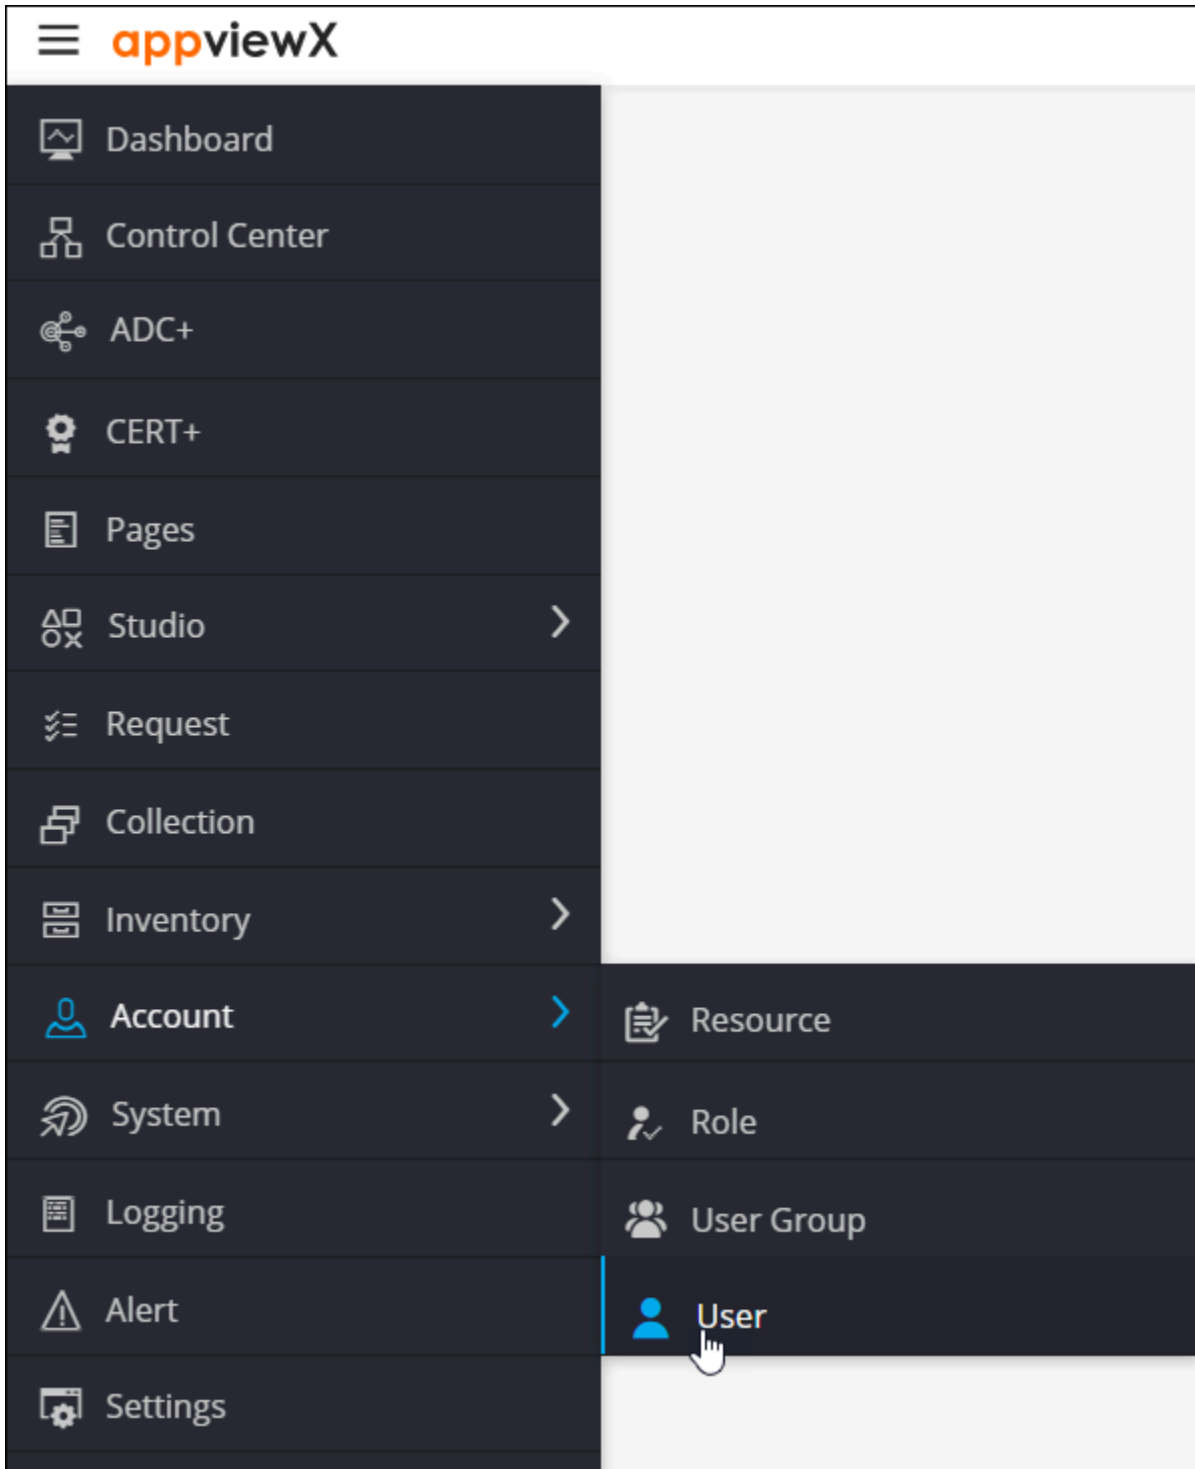 appviewX
Dashboard
Control Center
ADC+
CERT+
Pages
Studio
Request
Collection
Inventory
Account
Resource
System
Role
Logging
User Group
Alert
User
Settings